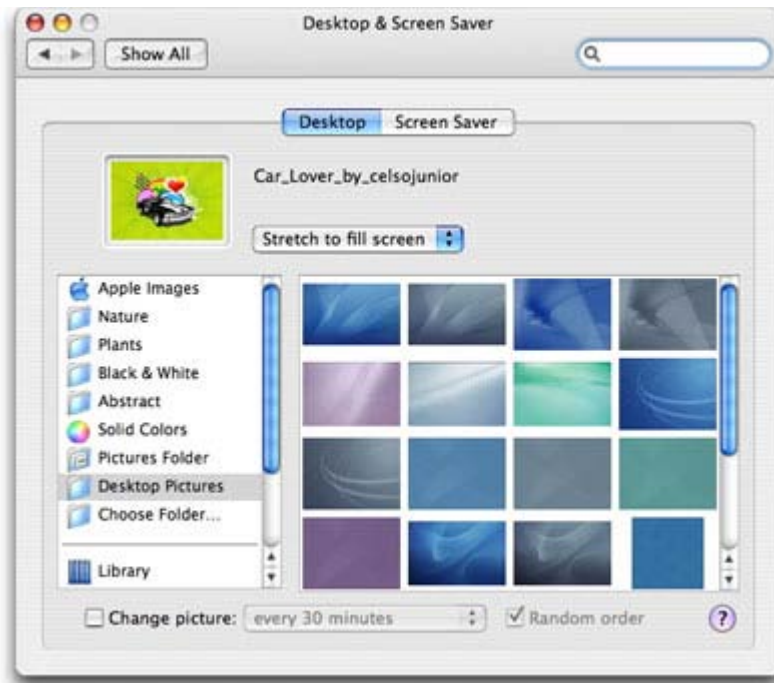 Desktop & Screen Saver
Show All
Desktop Screen Saver
Car_Lover_by_celsojunior
Stretch to fill screen
Apple Images
Nature
Plants
Black & White
Abstract
Solid Colors
Pictures Folder
Desktop Pictures
Choose Folder...
Library
Change picture: every 30 minutes Random order ?